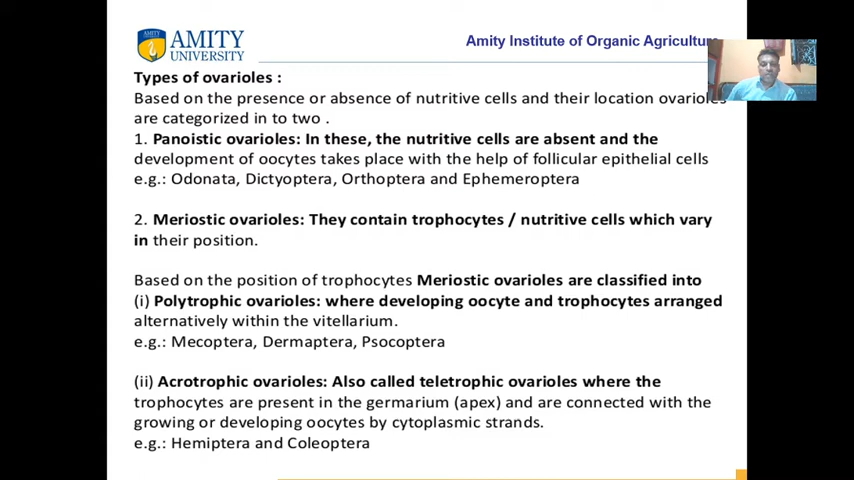 AMITY
AMITY
UNIVERSITY
Amity Institute of Organic Agriculture
Types of ovarioles :
Based on the presence or absence of nutritive cells and their location ovarioles
are categorized in to two .
1. Panoistic ovarioles: In these, the nutritive cells are absent and the
development of oocytes takes place with the help of follicular epithelial cells
e.g.: Odonata, Dictyoptera, Orthoptera and Ephemeroptera
2. Meriostic ovarioles: They contain trophocytes / nutritive cells which vary
in their position.
Based on the position of trophocytes Meriostic ovarioles are classified into
(i) Polytrophic ovarioles: where developing oocyte and trophocytes arranged
alternatively within the vitellarium.
e.g.: Mecoptera, Dermaptera, Psocoptera
(ii) Acrotrophic ovarioles: Also called teletrophic ovarioles where the
trophocytes are present in the germarium (apex) and are connected with the
growing or developing oocytes by cytoplasmic strands.
e.g.: Hemiptera and Coleoptera